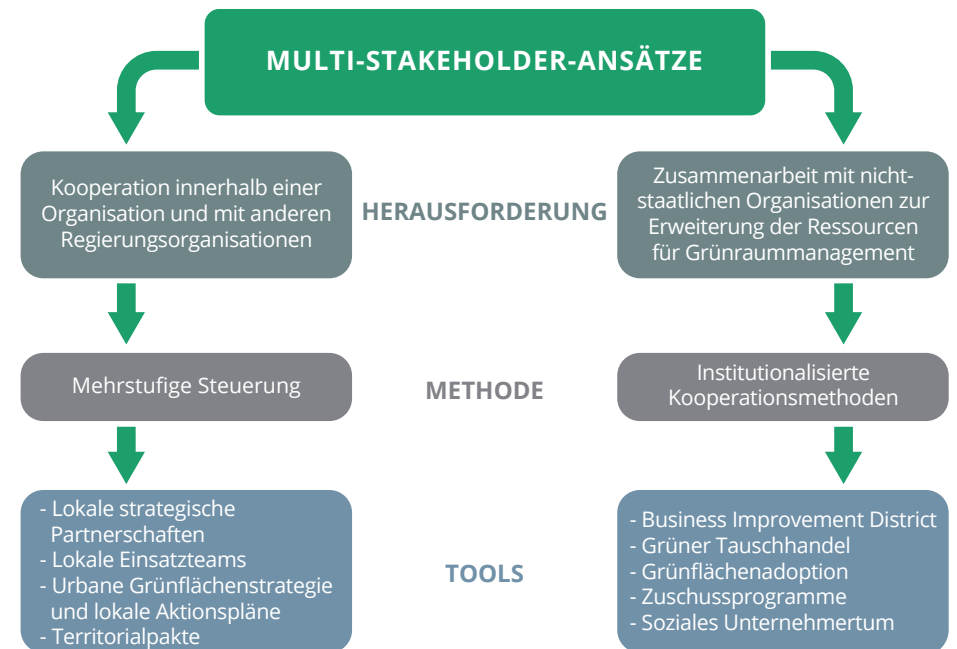 MULTI-STAKEHOLDER-ANSÄTZE
Kooperation innerhalb einer
Organisation und mit anderen
Regierungsorganisationen
HERAUSFORDERUNG
Zusammenarbeit mit nicht-
staatlichen Organisationen zur
Erweiterung der Ressourcen
für Grünraummanagement
Mehrstufige Steuerung
METHODE
Institutionalisierte
Kooperationsmethoden
- Lokale strategische
Partnerschaften
- Lokale Einsatzteams
- Urbane Grünflächenstrategie
und lokale Aktionspläne
- Territorialpakte
TOOLS
- Business Improvement District
- Grüner Tauschhandel
- Grünflächenadoption
- Zuschussprogramme
- Soziales Unternehmertum